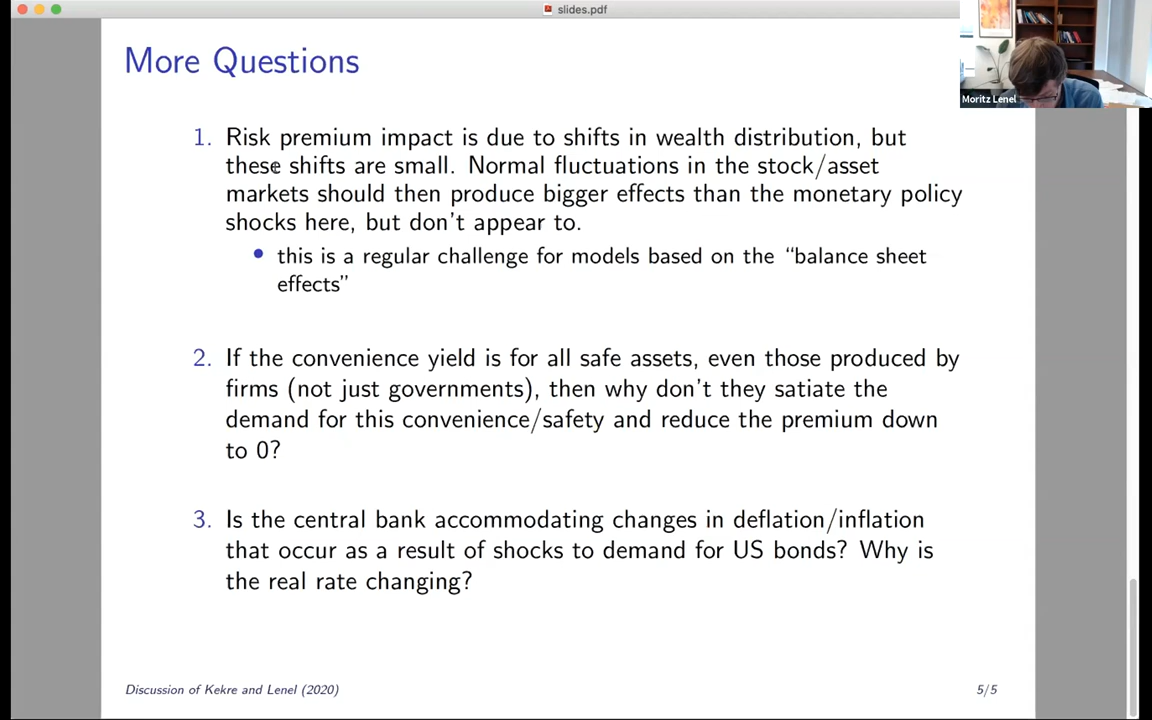 slides.pdf
Moritz Lenel
More Questions
1. Risk premium impact is due to shifts in wealth distribution, but
these shifts are small. Normal fluctuations in the stock/asset
markets should then produce bigger effects than the monetary policy
shocks here, but don't appear to.
• this is a regular challenge for models based on the “balance sheet
effects”
2. If the convenience yield is for all safe assets, even those produced by
firms (not just governments), then why don't they satiate the
demand for this convenience/safety and reduce the premium down
to 0?
3. Is the central bank accommodating changes in deflation/inflation
that occur as a result of shocks to demand for US bonds? Why is
the real rate changing?
Discussion of Kekre and Lenel (2020)
5/5